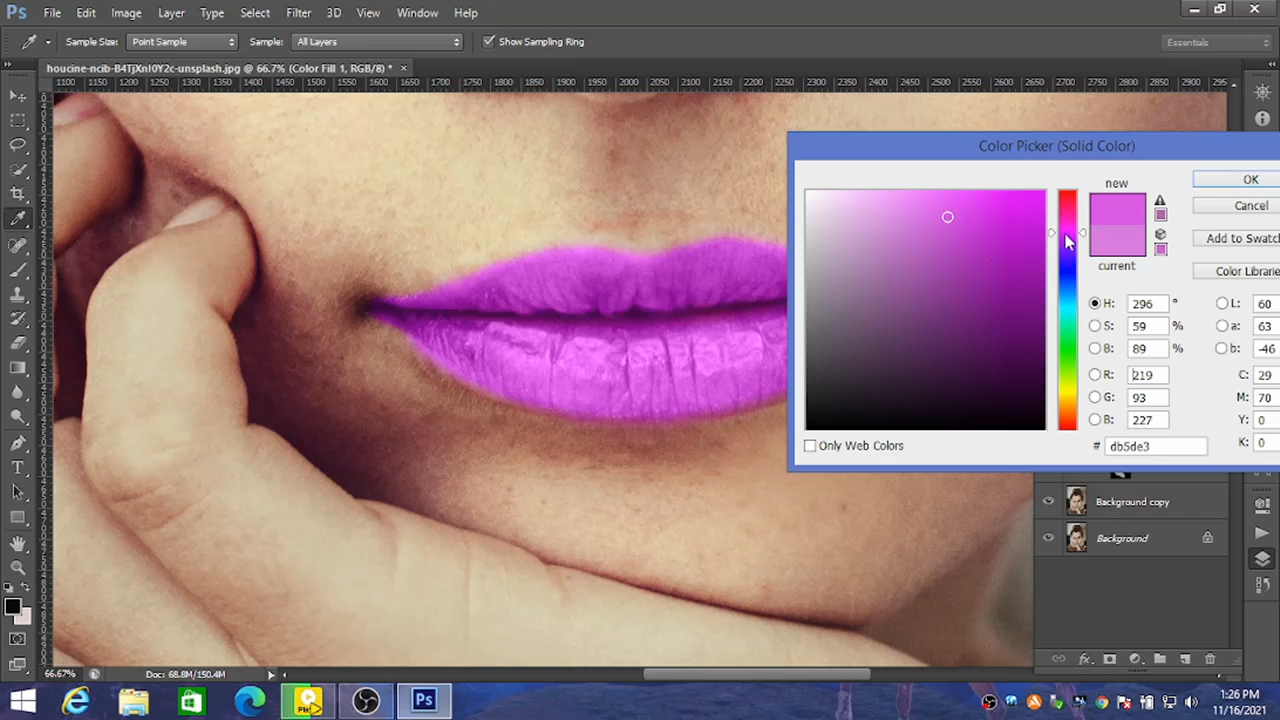 Ps File Edit Image Layer Type Select Filter 3D View Window Help
Sample Size: Point Sample Sample: All Layers Show Sampling Ring Essentials
houcine-ncib-B4TjXnI0Y2c-unsplash.jpg @ 66.7% (Color Fill 1, RGB/8) * ×
1100 1150 1200 1250 1300 1350 1400 1450 1500 1550 1600 1650 1700 1750 1800 1850 1900 1950 2000 2050 2100 2150 2200 2250 2300 2350 2400 2450 2500 2550 2600 2650 2700 2750 2800 2850 2900 295
Color Picker (Solid Color)
new
OK
Cancel
Add to Swatc
current
Color Librarie
H: 296 ° L: 60
S: 59 % a: 63
B: 89 % b: -46
R: 219 C: 29
G: 93 M: 70
B: 227 Y: 0
Only Web Colors # db5de3 K: 0
Background copy
Background
66.67% Doc: 68.8M/150.4M
fx
Ps
1:26 PM
11/16/2021